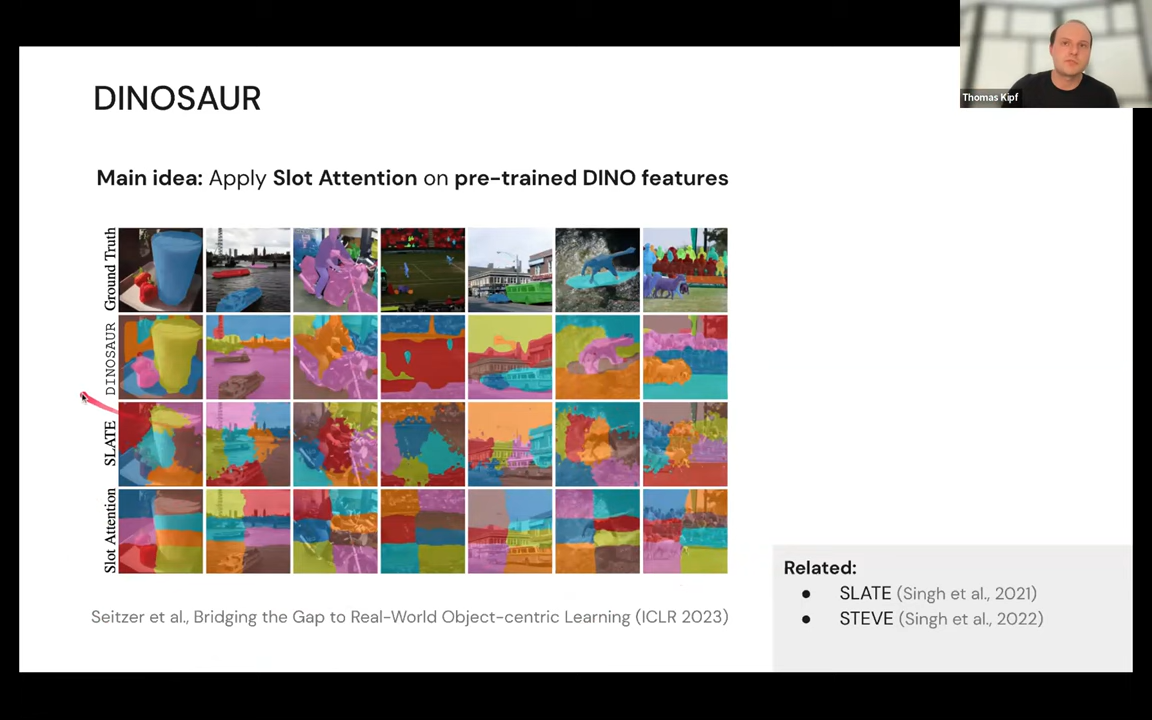 DINOSAUR
Thomas Kipf
Main idea: Apply Slot Attention on pre-trained DINO features
Ground Truth
DINOSAUR
SLATE
Slot Attention
Seitzer et al., Bridging the Gap to Real-World Object-centric Learning (ICLR 2023)
Related:
● SLATE (Singh et al., 2021)
● STEVE (Singh et al., 2022)